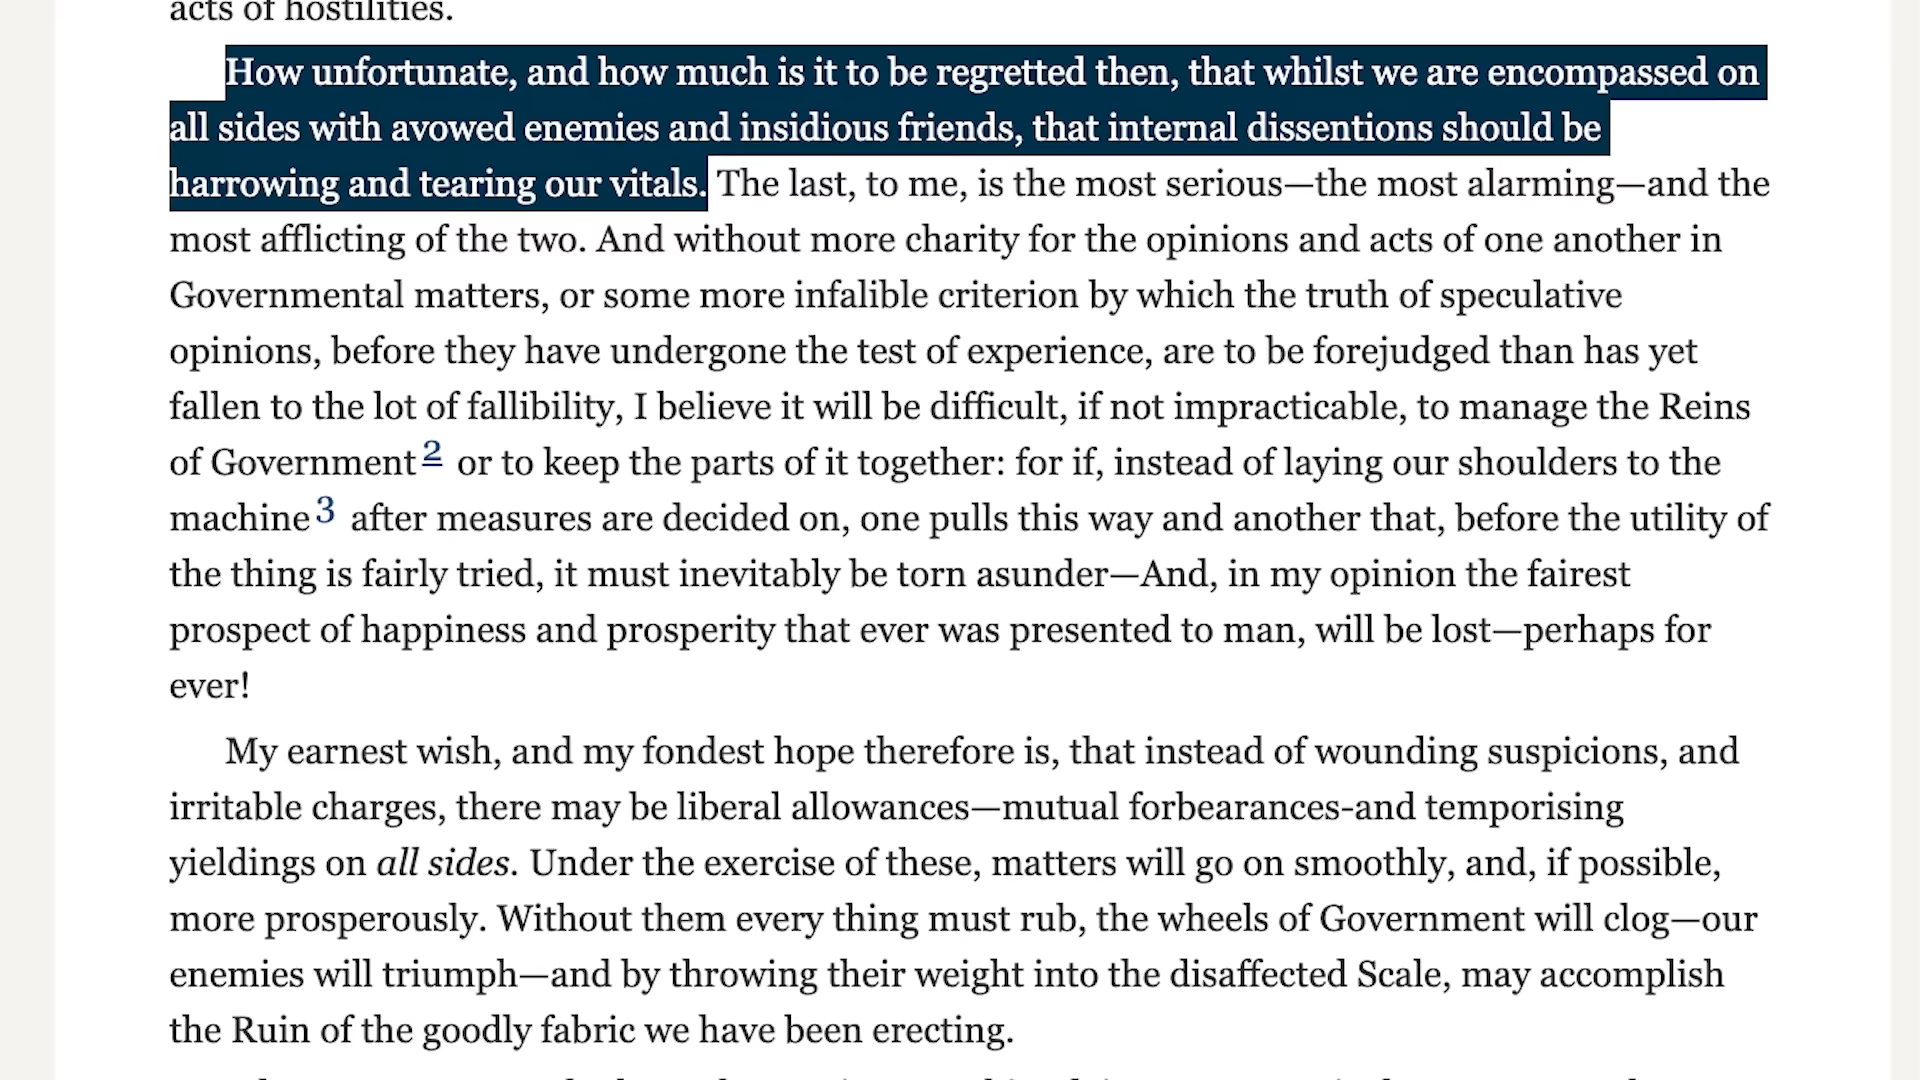 acts of hostilities.
How unfortunate, and how much is it to be regretted then, that whilst we are encompassed on
all sides with avowed enemies and insidious friends, that internal dissentions should be
harrowing and tearing our vitals. The last, to me, is the most serious—the most alarming—and the
most afflicting of the two. And without more charity for the opinions and acts of one another in
Governmental matters, or some more infalible criterion by which the truth of speculative
opinions, before they have undergone the test of experience, are to be forejudged than has yet
fallen to the lot of fallibility, I believe it will be difficult, if not impracticable, to manage the Reins
of Government2 or to keep the parts of it together: for if, instead of laying our shoulders to the
machine3 after measures are decided on, one pulls this way and another that, before the utility of
the thing is fairly tried, it must inevitably be torn asunder—And, in my opinion the fairest
prospect of happiness and prosperity that ever was presented to man, will be lost—perhaps for
ever!
My earnest wish, and my fondest hope therefore is, that instead of wounding suspicions, and
irritable charges, there may be liberal allowances—mutual forbearances-and temporising
yieldings on all sides. Under the exercise of these, matters will go on smoothly, and, if possible,
more prosperously. Without them every thing must rub, the wheels of Government will clog—our
enemies will triumph—and by throwing their weight into the disaffected Scale, may accomplish
the Ruin of the goodly fabric we have been erecting.